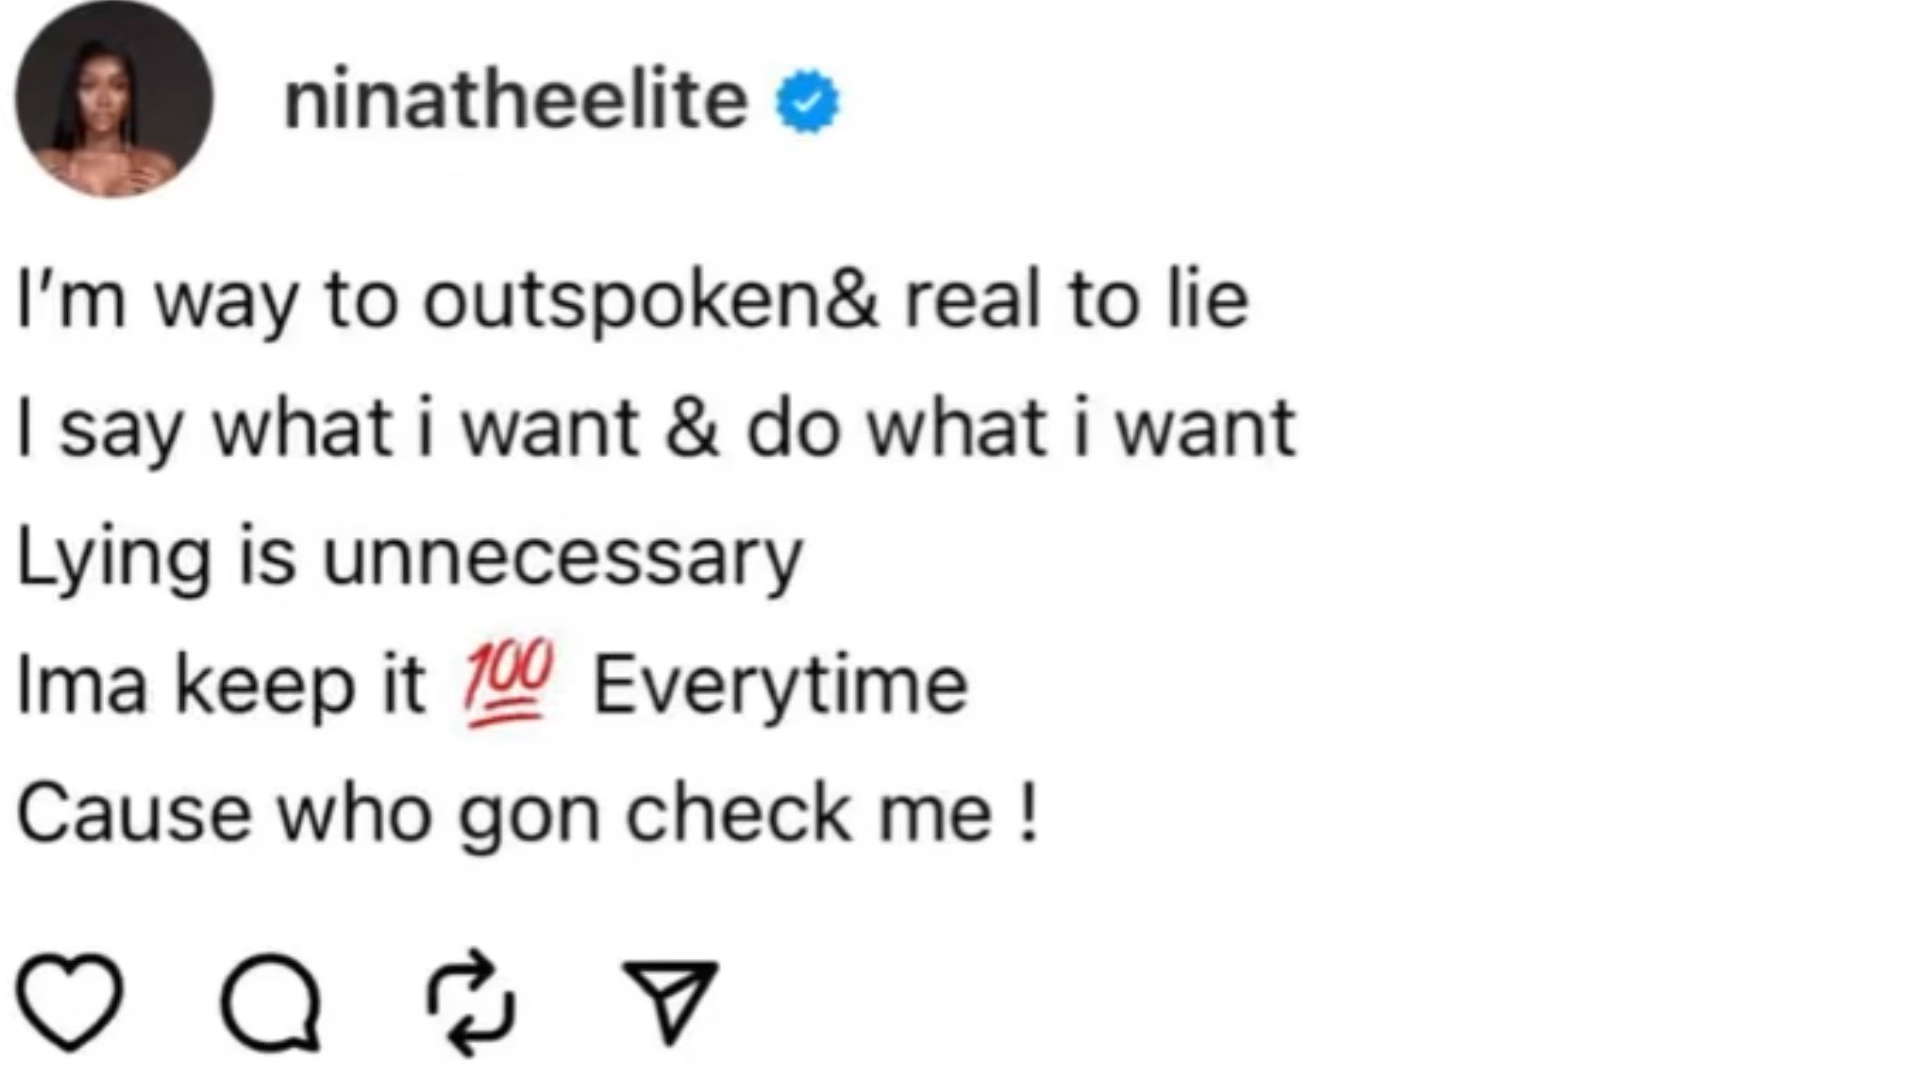 ninatheelite
I’m way to outspoken& real to lie
I say what i want & do what i want
Lying is unnecessary
Ima keep it 💯 Everytime
Cause who gon check me !